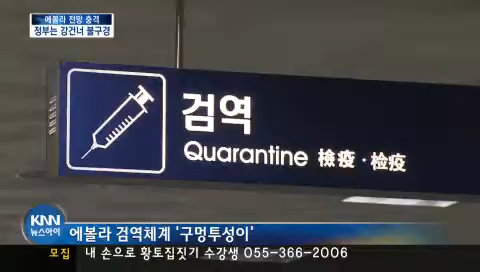 에볼라 전망 충격
정부는 강건너 불구경
검역
Quarantine 檢疫·检疫
KNN
뉴스아이
에볼라 검역체계 '구멍투성이'
모집 내 손으로 황토집짓기 수강생 055-366-2006